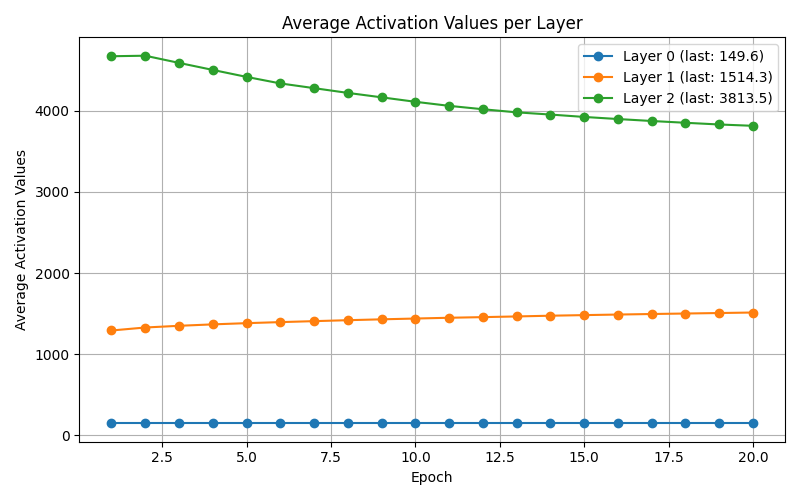 Average Activation Values per Layer
Layer 0 (last: 149.6)
Layer 1 (last: 1514.3)
Layer 2 (last: 3813.5)
Average Activation Values
4000
3000
2000
1000
0
2.5
5.0
7.5
10.0
12.5
15.0
17.5
20.0
Epoch